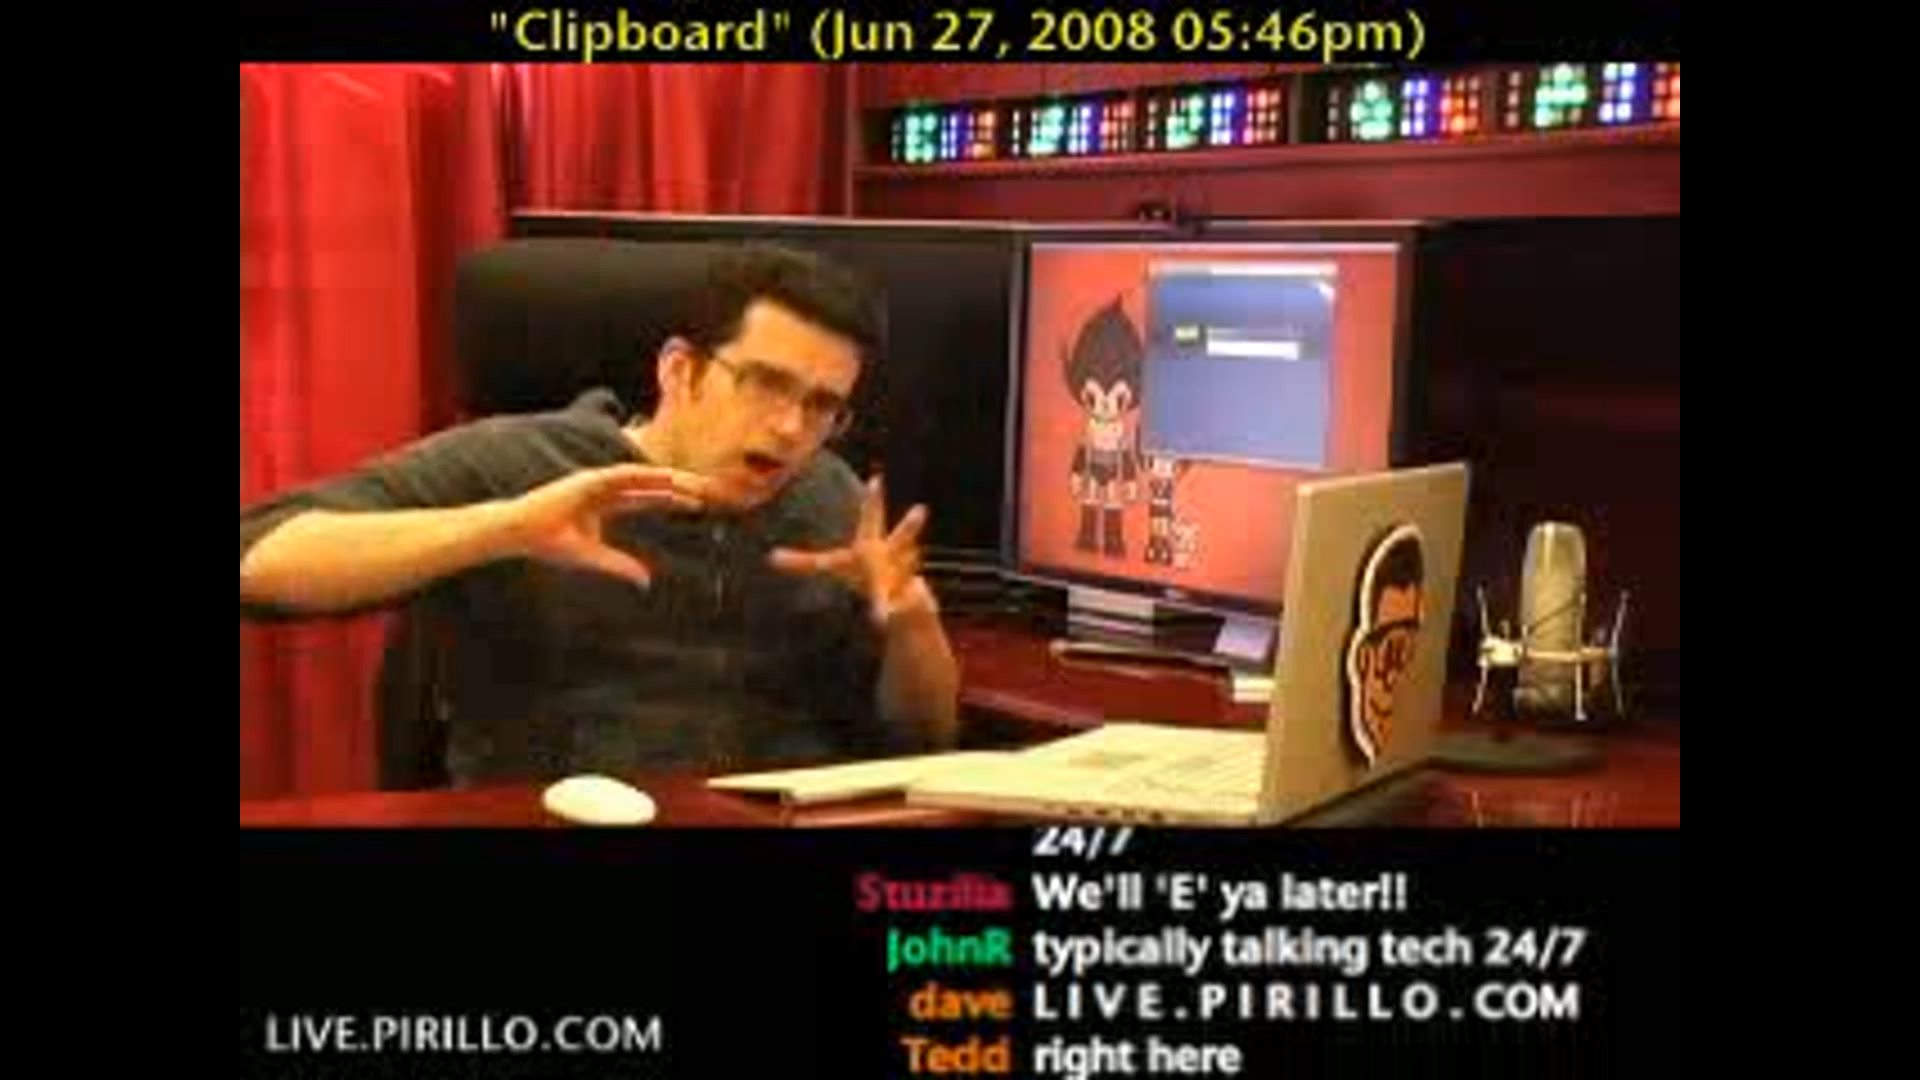 "Clipboard" (Jun 27, 2008 05:46pm)
24/7
Stuzilla We'll 'E' ya later!!
JohnR typically talking tech 24/7
dave LIVE.PIRILLO.COM
Tedd right here
LIVE.PIRILLO.COM